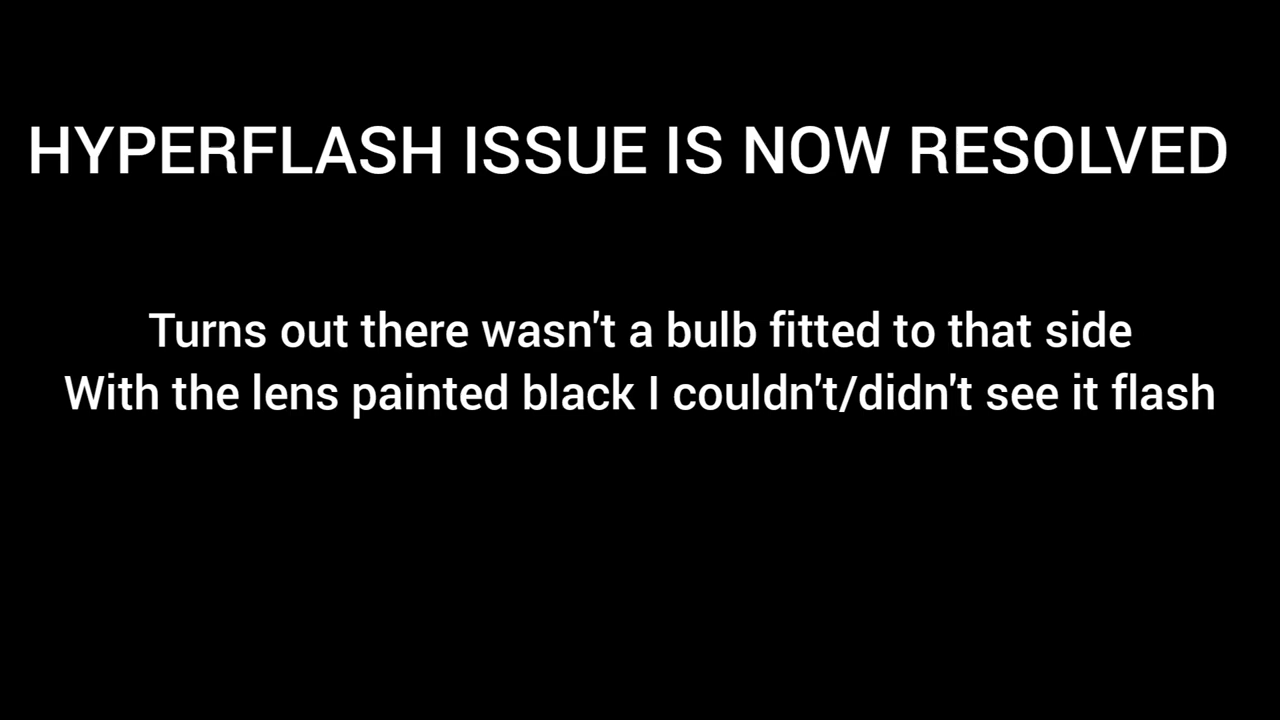 HYPERFLASH ISSUE IS NOW RESOLVED
Turns out there wasn't a bulb fitted to that side
With the lens painted black I couldn't/didn't see it flash